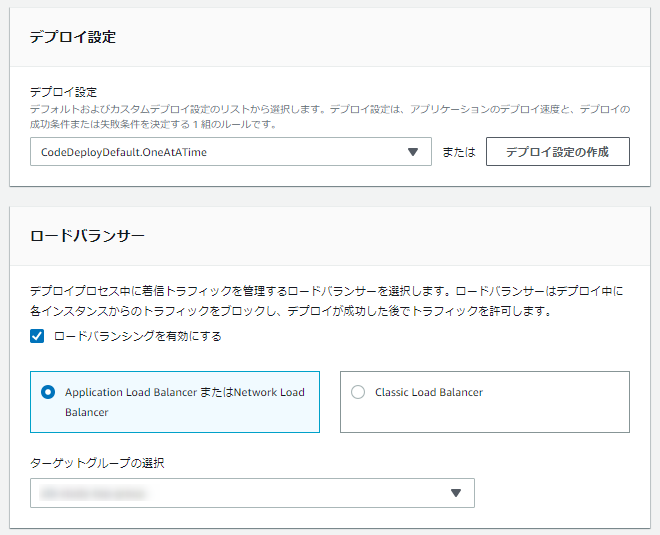 デプロイ設定
デプロイ設定
デフォルトおよびカスタムデプロイ設定のリストから選択します。デプロイ設定は、アプリケーションのデプロイ速度と、デプロイの
成功条件または失敗条件を決定する 1 組のルールです。
CodeDeployDefault.OneAtATime または デプロイ設定の作成
ロードバランサー
デプロイプロセス中に着信トラフィックを管理するロードバランサーを選択します。ロードバランサーはデプロイ中に
各インスタンスからのトラフィックをブロックし、デプロイが成功した後でトラフィックを許可します。
ロードバランシングを有効にする
Application Load Balancer またはNetwork Load Classic Load Balancer
Balancer
ターゲットグループの選択